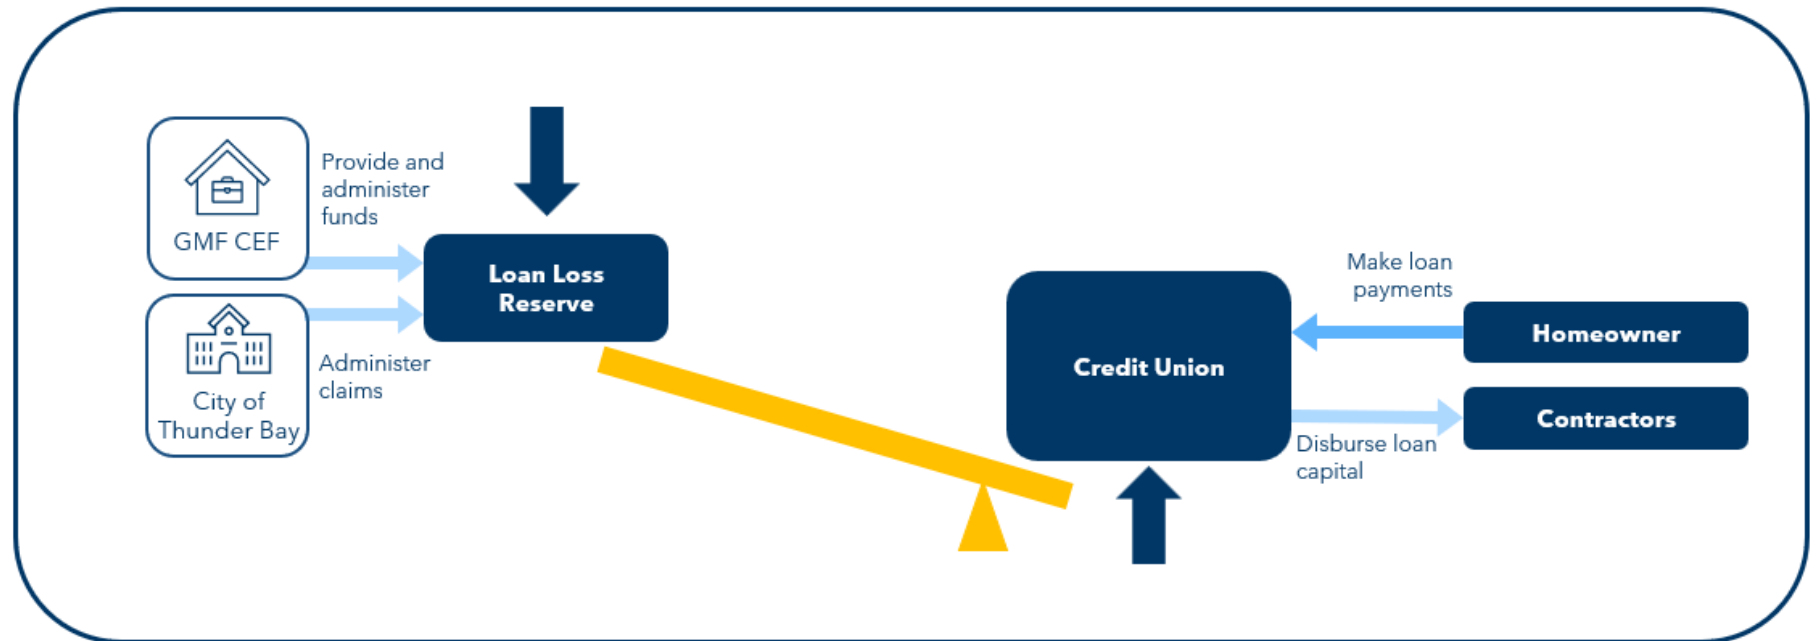 Provide and
administer
funds
GMF CEF
Loan Loss
Reserve
Administer
claims
City of
Thunder Bay
Credit Union
Make loan
payments
Homeowner
Contractors
Disburse loan
capital